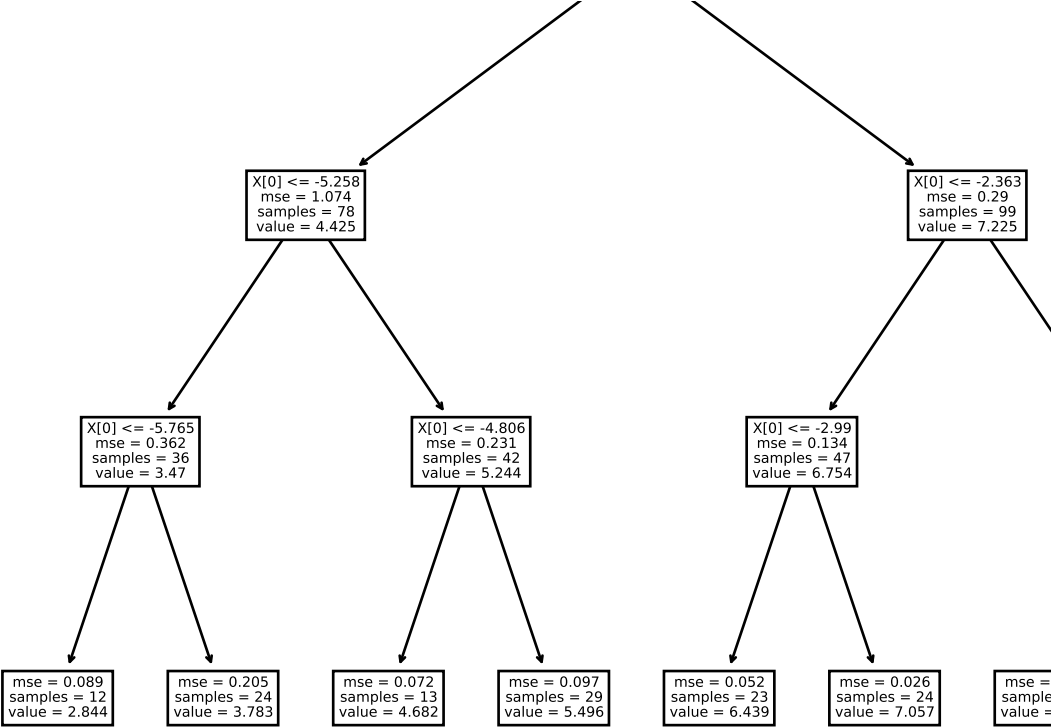 X[0] <= -5.258
mse = 1.074
samples = 78
value = 4.425
X[0] <= -2.363
mse = 0.29
samples = 99
value = 7.225
X[0] <= -5.765
mse = 0.362
samples = 36
value = 3.47
X[0] <= -4.806
mse = 0.231
samples = 42
value = 5.244
X[0] <= -2.99
mse = 0.134
samples = 47
value = 6.754
mse = 0.089
samples = 12
value = 2.844
mse = 0.205
samples = 24
value = 3.783
mse = 0.072
samples = 13
value = 4.682
mse = 0.097
samples = 29
value = 5.496
mse = 0.052
samples = 23
value = 6.439
mse = 0.026
samples = 24
value = 7.057
mse =
value =